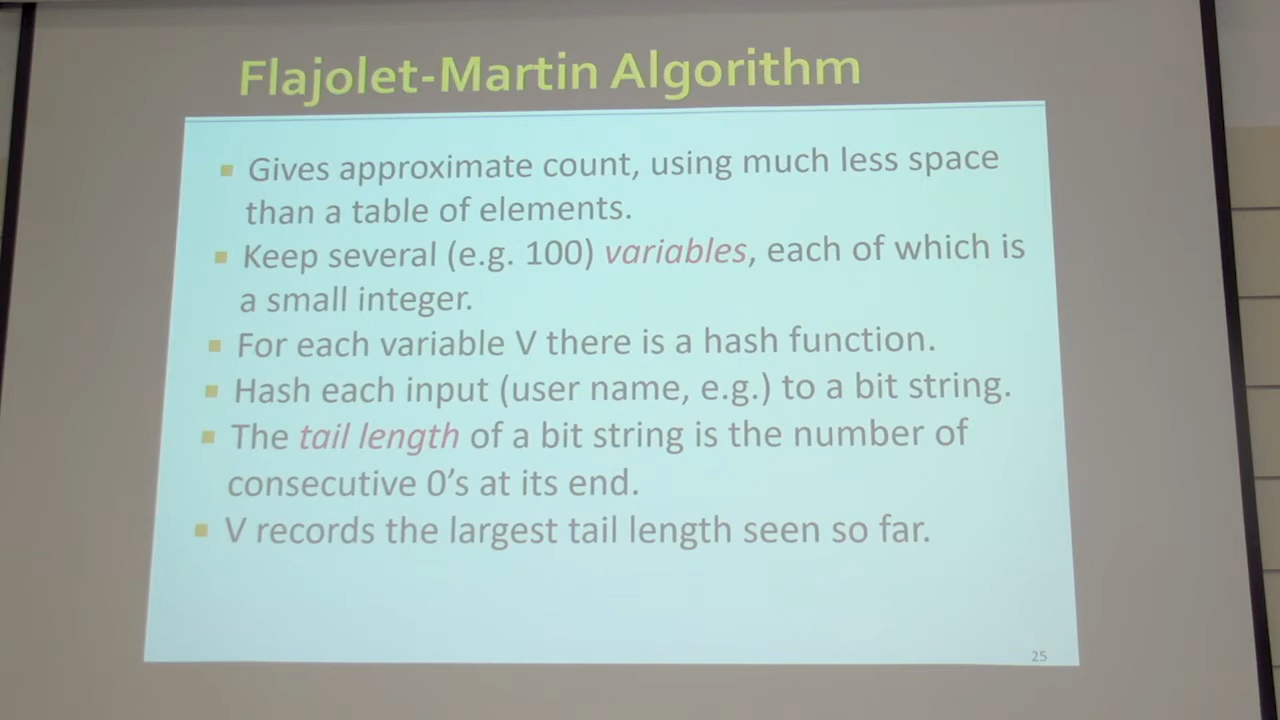 Flajolet-Martin Algorithm
Gives approximate count, using much less space
than a table of elements.
Keep several (e.g. 100) variables, each of which is
a small integer.
For each variable V there is a hash function.
Hash each input (user name, e.g.) to a bit string.
The tail length of a bit string is the number of
consecutive 0’s at its end.
V records the largest tail length seen so far.
25